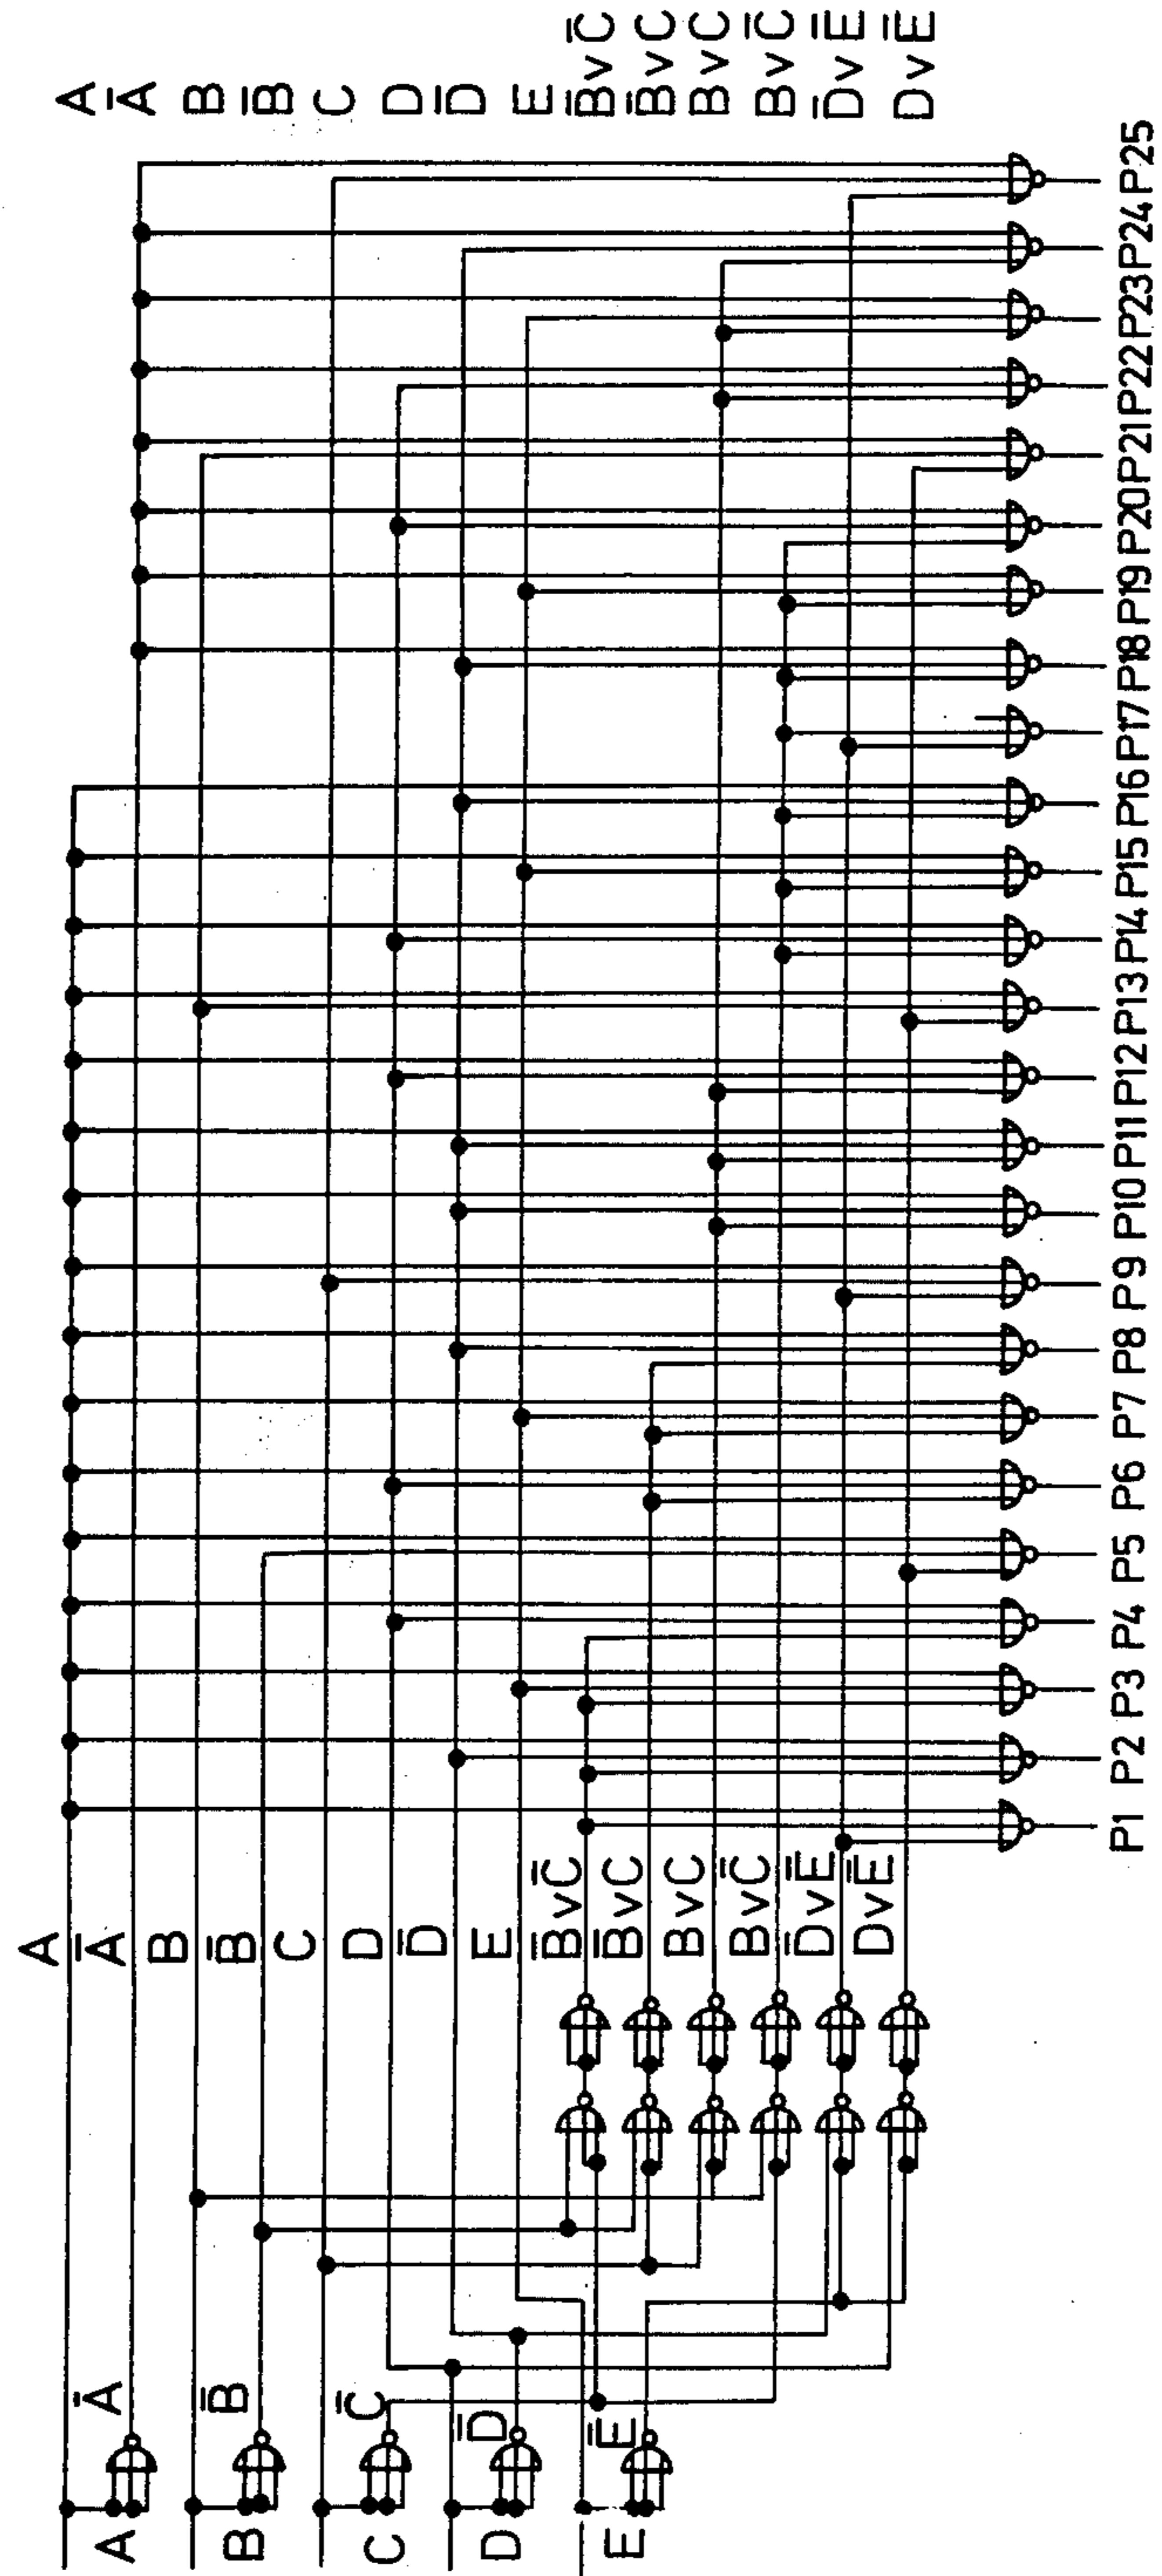 A
Ā
B
B̄
C
D
D̄
E
B̄vC̄
B̄vC
BvC
BvC̄
D̄vĒ
DvĒ
P1 P2 P3 P4 P5 P6 P7 P8 P9 P10 P11 P12 P13 P14 P15 P16 P17 P18 P19 P20 P21 P22 P23 P24 P25
A
Ā
B
B̄
C
D
D̄
E
B̄vC̄
B̄vC
BvC
BvC̄
D̄vĒ
DvĒ
Ā
B̄
C̄
D̄
Ē
A
B
C
D
E